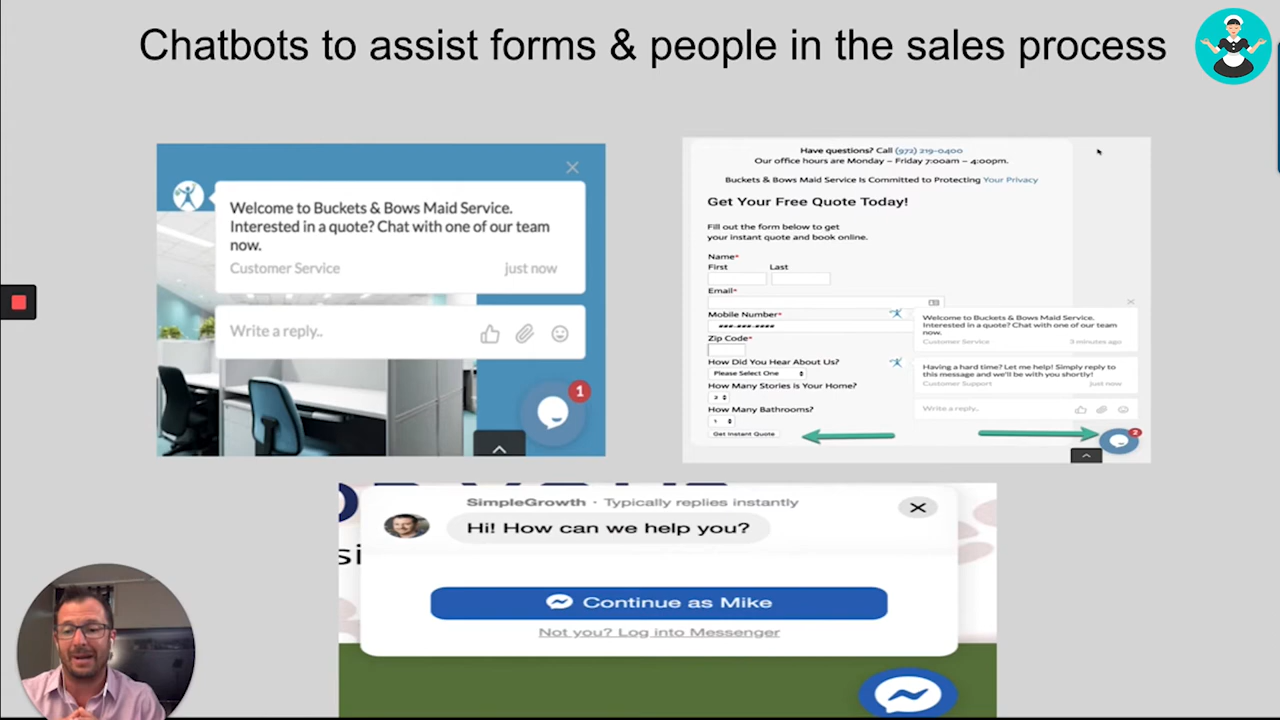 Chatbots to assist forms & people in the sales process
Welcome to Buckets & Bows Maid Service.
Interested in a quote? Chat with one of our team
now.
Customer Service just now
Write a reply..
1
Have questions? Call (972) 219-0400
Our office hours are Monday – Friday 7:00am – 4:00pm.
Buckets & Bows Maid Service Is Committed to Protecting Your Privacy
Get Your Free Quote Today!
Fill out the form below to get
your instant quote and book online.
Name*
First Last
Email*
Mobile Number*
###-###-####
Zip Code*
How Did You Hear About Us?
Please Select One
How Many Stories is Your Home?
How Many Bathrooms?
1
Get Instant Quote
Welcome to Buckets & Bows Maid Service.
Interested in a quote? Chat with one of our team
now.
Customer Service 3 minutes ago
Having a hard time? Let me help! Simply reply to
this message and we'll be with you shortly!
Customer Support just now
Write a reply..
2
SimpleGrowth · Typically replies instantly
Hi! How can we help you?
si
Continue as Mike
Not you? Log into Messenger